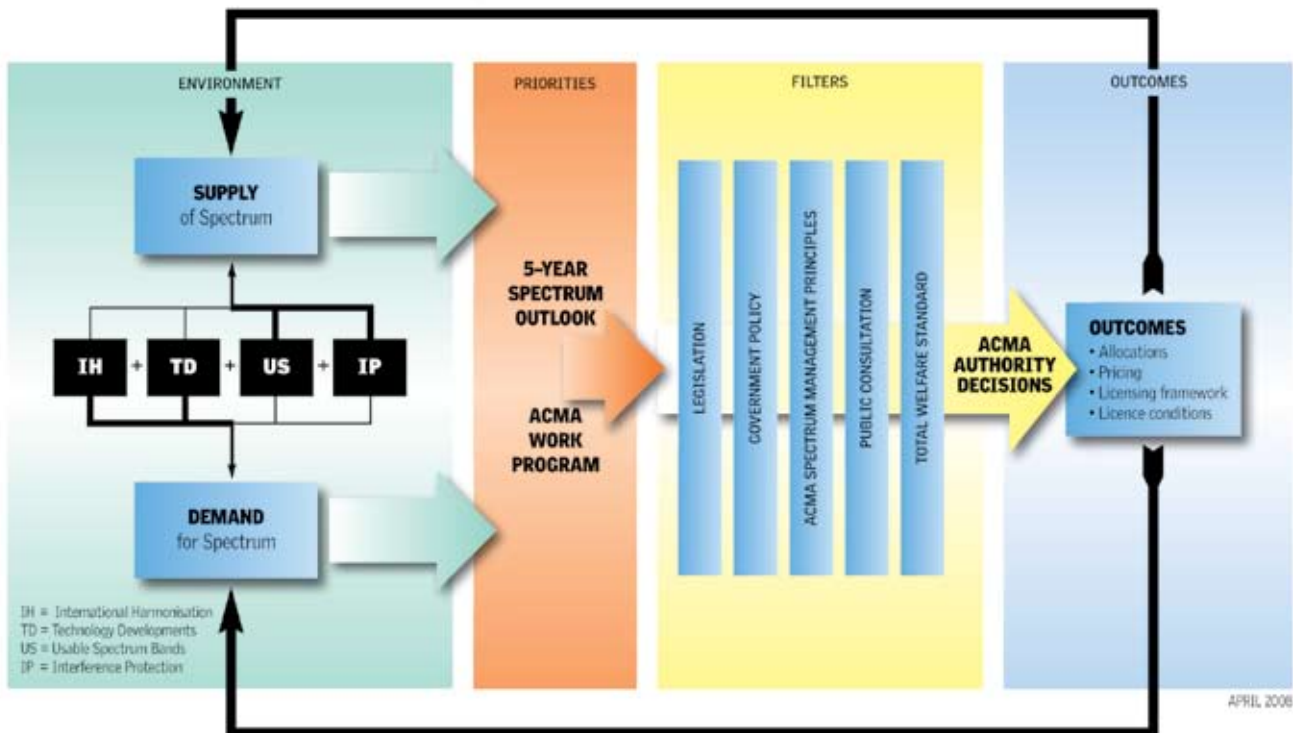 ENVIRONMENT
SUPPLY
of Spectrum
IH + TD + US + IP
DEMAND
for Spectrum
IH = International Harmonisation
TD = Technology Developments
US = Usable Spectrum Bands
IP = Interference Protection
PRIORITIES
5-YEAR
SPECTRUM
OUTLOOK
ACMA
WORK
PROGRAM
FILTERS
LEGISLATION
GOVERNMENT POLICY
ACMA SPECTRUM MANAGEMENT PRINCIPLES
PUBLIC CONSULTATION
TOTAL WELFARE STANDARD
ACMA
AUTHORITY
DECISIONS
OUTCOMES
OUTCOMES
• Allocations
• Pricing
• Licensing framework
• Licence conditions
APRIL 2008